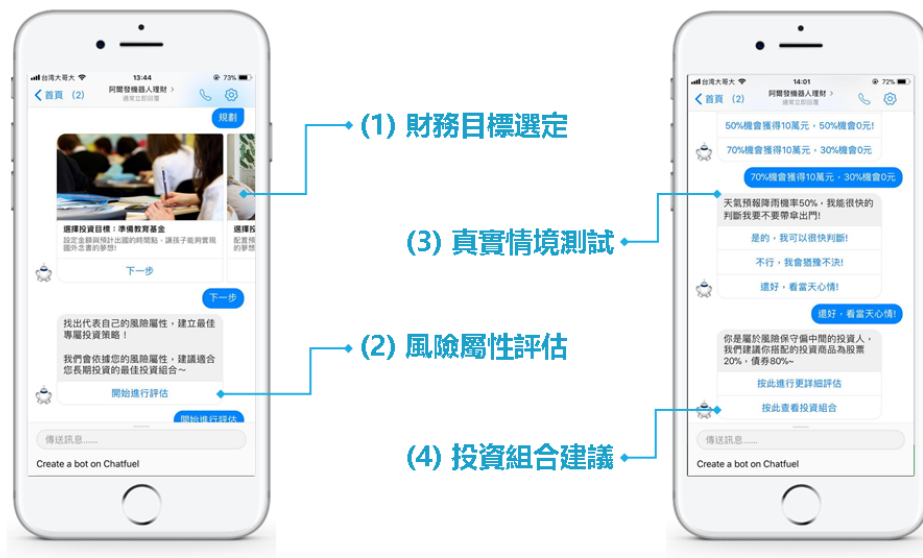 台灣大哥大
13:44
73%
首頁 (2)
阿爾發機器人理財 >
通常立即回覆
規劃
選擇投資目標：準備教育基金
設定金額與預計出國的時間點，讓孩子能夠實現
國外念書的夢想!
選擇投
配置預
的夢想
下一步
下一步
找出代表自己的風險屬性，建立最佳
專屬投資策略！
我們會依據您的風險屬性，建議適合
您長期投資的最佳投資組合～
開始進行評估
開始進行評估
傳送訊息......
Create a bot on Chatfuel
(1) 財務目標選定
(2) 風險屬性評估
(3) 真實情境測試
(4) 投資組合建議
台灣大哥大
14:01
72%
首頁 (2)
阿爾發機器人理財 >
通常立即回覆
50%機會獲得10萬元，50%機會0元!
70%機會獲得10萬元，30%機會0元
70%機會獲得10萬元，30%機會0元
天氣預報降雨機率50%，我能很快的
判斷我要不要帶傘出門!
是的，我可以很快判斷!
不行，我會猶豫不決!
還好，看當天心情!
還好，看當天心情!
你是屬於風險保守偏中間的投資人，
我們建議你搭配的投資商品為股票
20%，債券80%~
按此進行更詳細評估
按此查看投資組合
傳送訊息......
Create a bot on Chatfuel